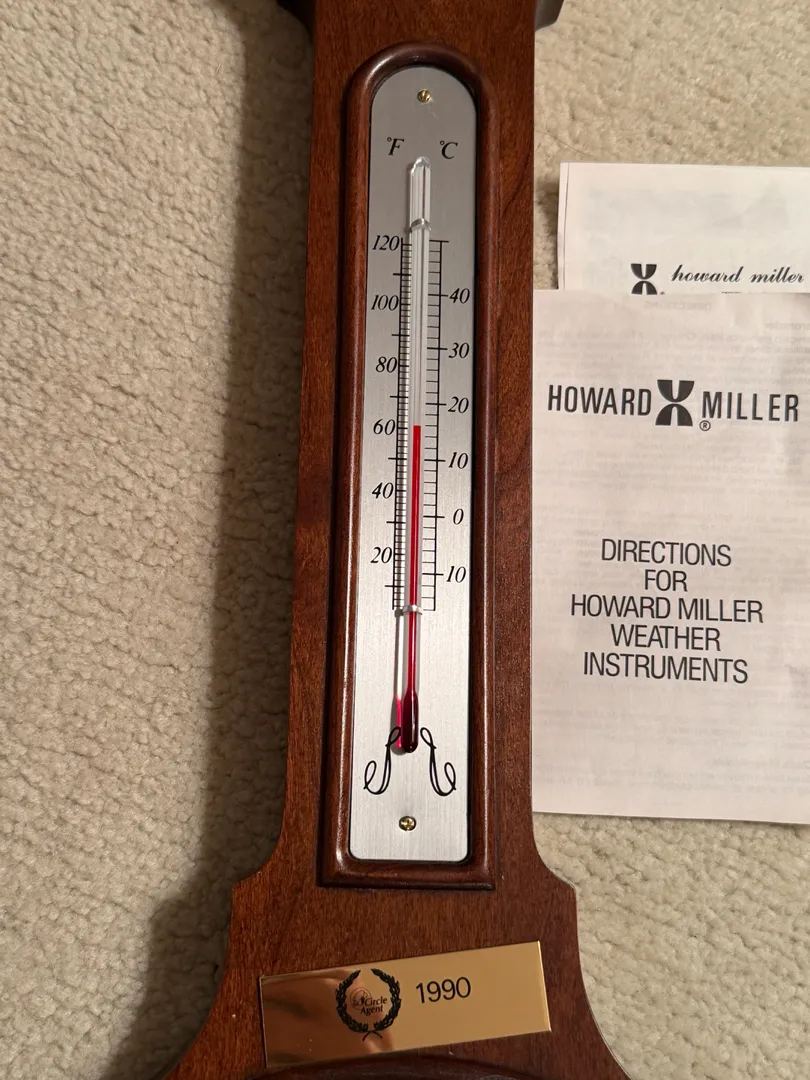 °F °C
120
100
80
60
40
20
40
30
20
10
0
10
howard miller
HOWARD MILLER
®
DIRECTIONS
FOR
HOWARD MILLER
WEATHER
INSTRUMENTS
Circle
Agent
1990